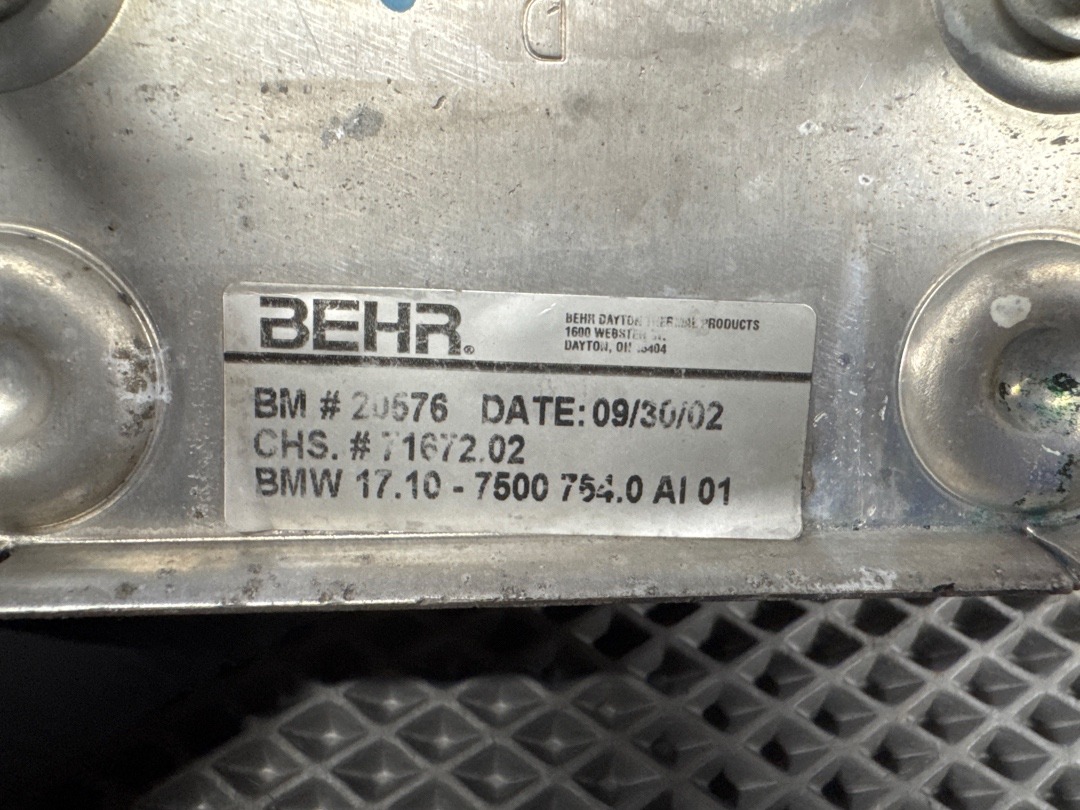 D
BEHR®
BEHR DAYTON THERMAL PRODUCTS
1600 WEBSTER ST.
DAYTON, OH
BM # 20576 DATE: 09/30/02
CHS. # 71672.02
BMW 17.10 - 7500 754.0 AI 01